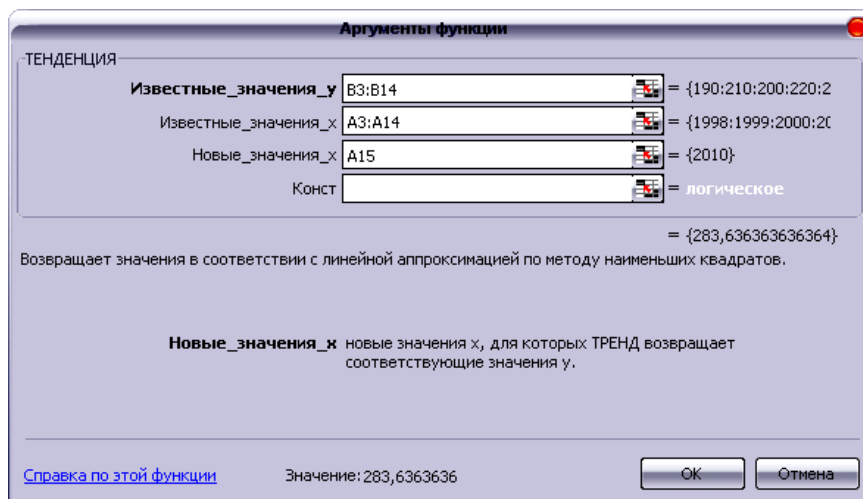 Аргументы функции
ТЕНДЕНЦИЯ
Известные_значения_y B3:B14 = {190:210:200:220:2
Известные_значения_x A3:A14 = {1998:1999:2000:20
Новые_значения_x A15 = {2010}
Конст = логическое
= {283,636363636364}
Возвращает значения в соответствии с линейной аппроксимацией по методу наименьших квадратов.
Новые_значения_x новые значения x, для которых ТРЕНД возвращает
соответствующие значения y.
Справка по этой функции Значение:283,6363636 ОК Отмена